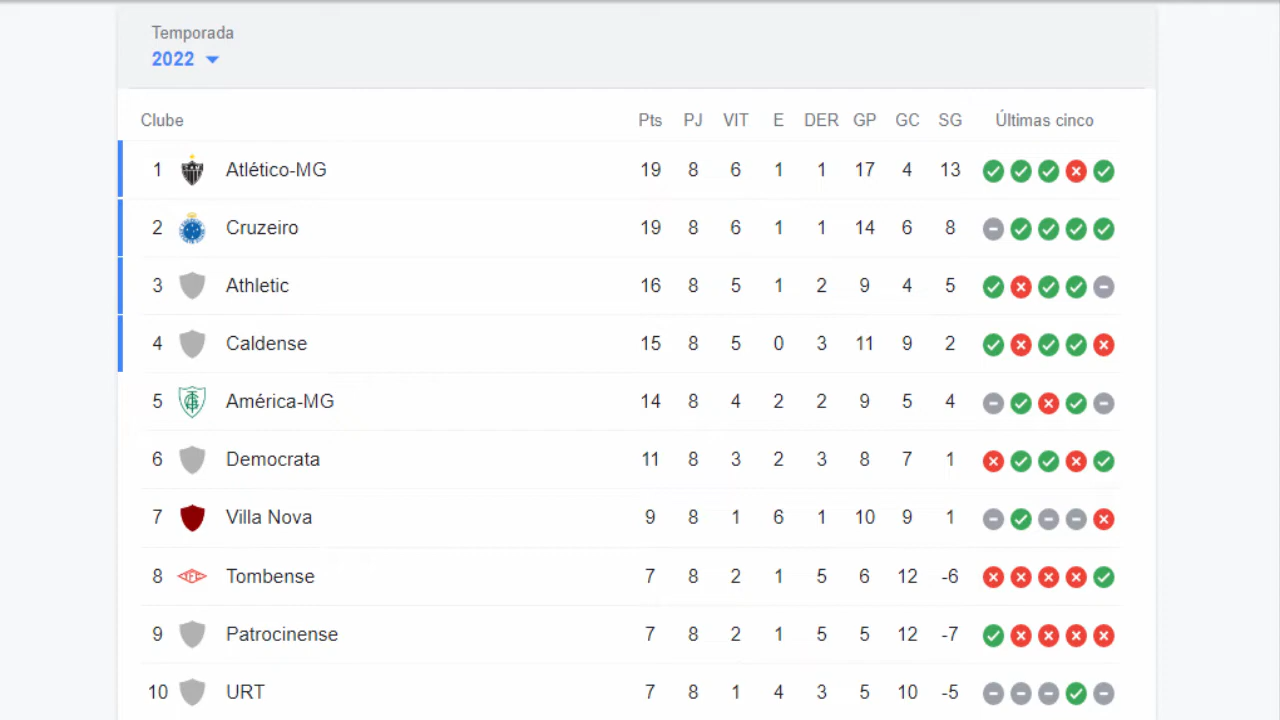 Temporada
2022
Clube Pts PJ VIT E DER GP GC SG Últimas cinco
1 Atlético-MG 19 8 6 1 1 17 4 13
2 Cruzeiro 19 8 6 1 1 14 6 8
3 Athletic 16 8 5 1 2 9 4 5
4 Caldense 15 8 5 0 3 11 9 2
5 América-MG 14 8 4 2 2 9 5 4
6 Democrata 11 8 3 2 3 8 7 1
7 Villa Nova 9 8 1 6 1 10 9 1
8 Tombense 7 8 2 1 5 6 12 -6
9 Patrocinense 7 8 2 1 5 5 12 -7
10 URT 7 8 1 4 3 5 10 -5